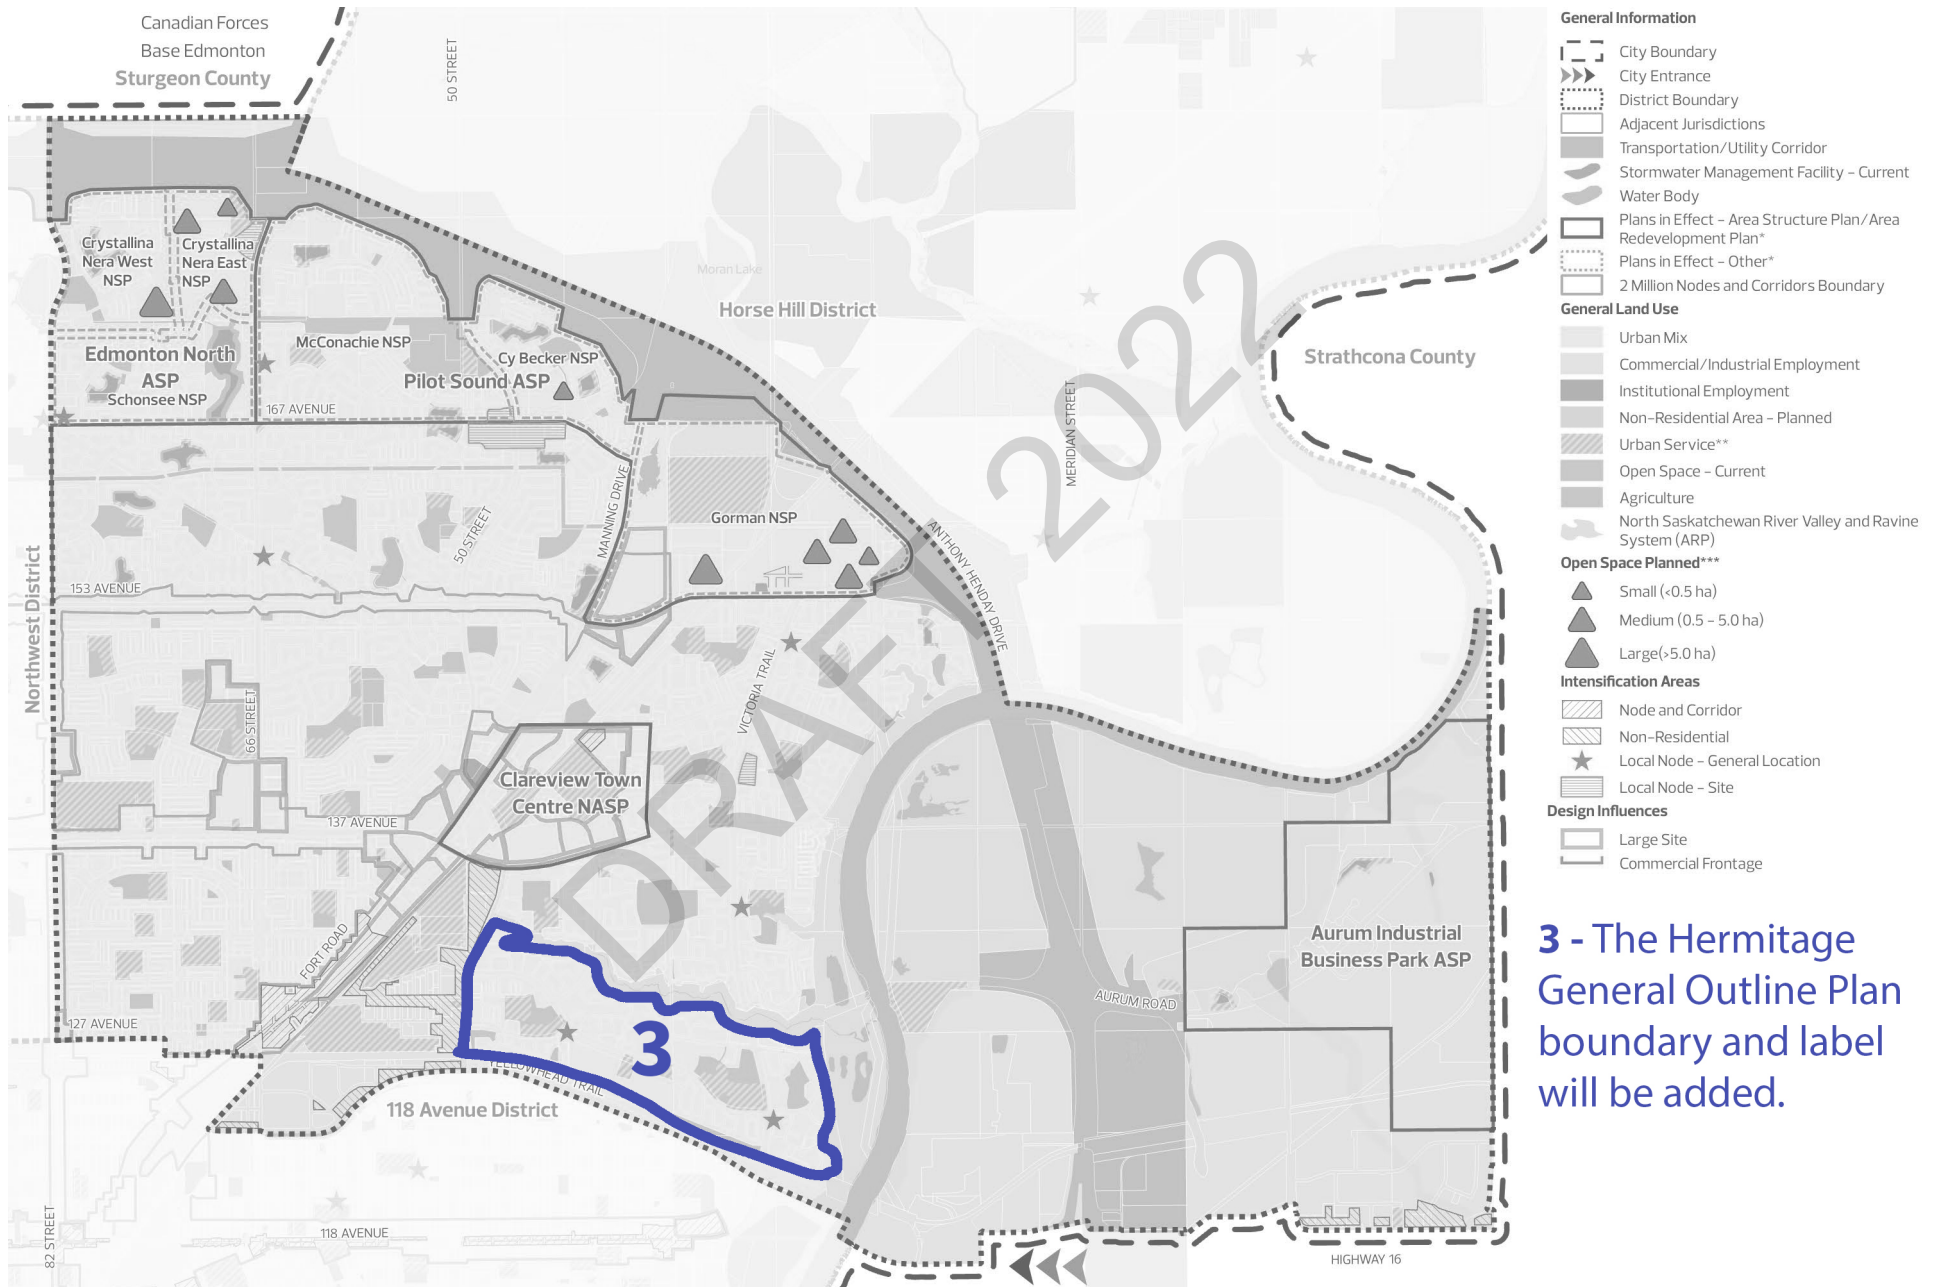 Canadian Forces
Base Edmonton
Sturgeon County
50 STREET
Crystallina
Nera West
NSP
Crystallina
Nera East
NSP
Moran Lake
Horse Hill District
Strathcona County
McConachie NSP
Cy Becker NSP
Edmonton North
ASP
Schonsee NSP
Pilot Sound ASP
167 AVENUE
MERIDIAN STREET
MANNING DRIVE
Gorman NSP
50 STREET
ANTHONY HENDAY DRIVE
Northwest District
153 AVENUE
DRAFT 2022
VICTORIA TRAIL
66 STREET
Clareview Town
Centre NASP
137 AVENUE
FORT ROAD
Aurum Industrial
Business Park ASP
AURUM ROAD
127 AVENUE
3
YELLOWHEAD TRAIL
118 Avenue District
82 STREET
118 AVENUE
HIGHWAY 16
General Information
City Boundary
City Entrance
District Boundary
Adjacent Jurisdictions
Transportation/Utility Corridor
Stormwater Management Facility – Current
Water Body
Plans in Effect – Area Structure Plan/Area
Redevelopment Plan*
Plans in Effect – Other*
2 Million Nodes and Corridors Boundary
General Land Use
Urban Mix
Commercial/Industrial Employment
Institutional Employment
Non-Residential Area – Planned
Urban Service**
Open Space – Current
Agriculture
North Saskatchewan River Valley and Ravine
System (ARP)
Open Space Planned***
Small (<0.5 ha)
Medium (0.5 – 5.0 ha)
Large(>5.0 ha)
Intensification Areas
Node and Corridor
Non-Residential
Local Node – General Location
Local Node – Site
Design Influences
Large Site
Commercial Frontage
3 - The Hermitage
General Outline Plan
boundary and label
will be added.